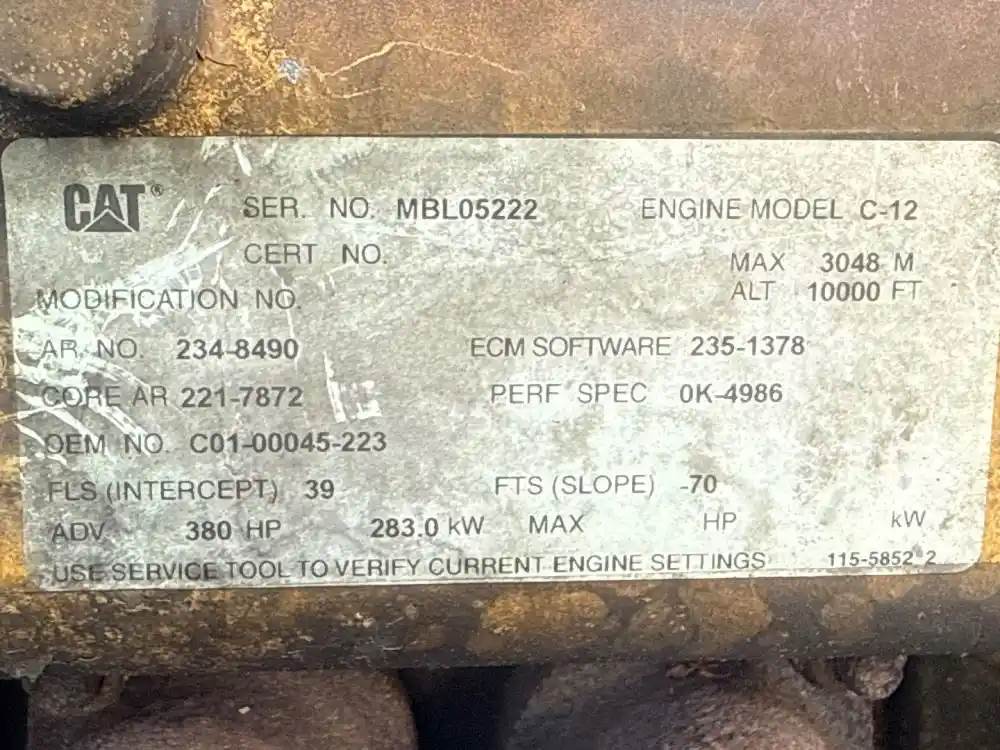 CAT® SER. NO. MBL05222 ENGINE MODEL C-12
CERT NO.
MAX 3048 M
MODIFICATION NO. ALT 10000 FT
AR NO. 234-8490 ECM SOFTWARE 235-1378
CORE AR 221-7872 PERF SPEC 0K-4986
OEM NO. C01-00045-223
FLS (INTERCEPT) 39 FTS (SLOPE) -70
ADV 380 HP 283.0 kW MAX HP kW
USE SERVICE TOOL TO VERIFY CURRENT ENGINE SETTINGS 115-5852 2